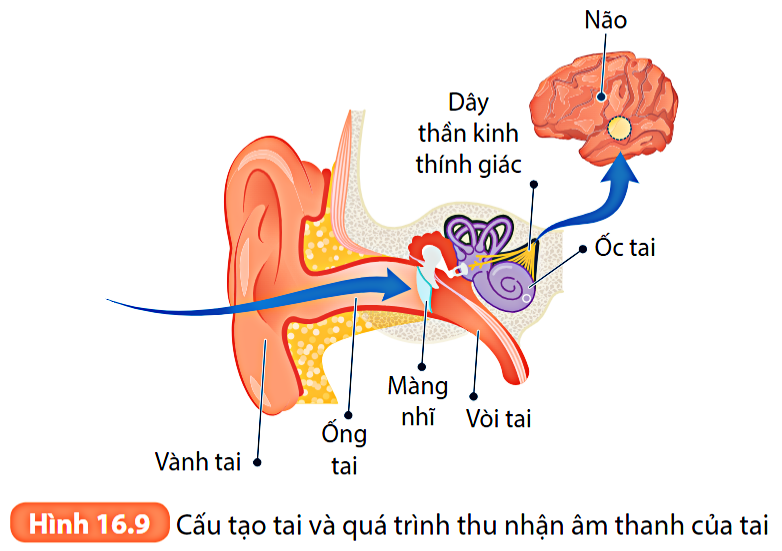 Não
Dây
thần kinh
thính giác
Ốc tai
Màng
nhĩ
Vòi tai
Ống
tai
Vành tai
Hình 16.9 Cấu tạo tai và quá trình thu nhận âm thanh của tai